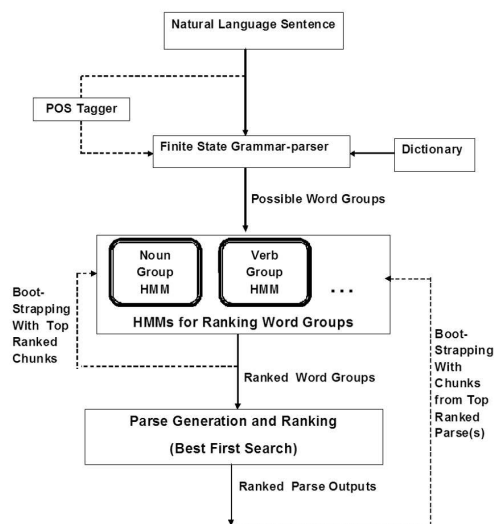 Natural Language Sentence
POS Tagger
Finite State Grammar-parser
Dictionary
Possible Word Groups
Noun
Group
HMM
Verb
Group
HMM
...
HMMs for Ranking Word Groups
Boot-
Strapping
With Top
Ranked
Chunks
Boot-
Strapping
With
Chunks
from Top
Ranked
Parse(s)
Ranked Word Groups
Parse Generation and Ranking
(Best First Search)
Ranked Parse Outputs